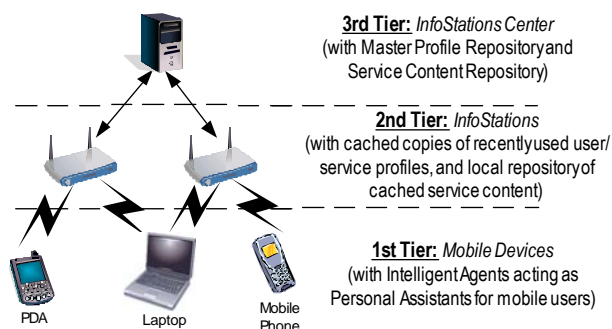 3rd Tier: InfoStations Center
(with Master Profile Repository and
Service Content Repository)
2nd Tier: InfoStations
(with cached copies of recently used user/
service profiles, and local repository of
cached service content)
1st Tier: Mobile Devices
(with Intelligent Agents acting as
Personal Assistants for mobile users)
PDA
Laptop
Mobile
Phone